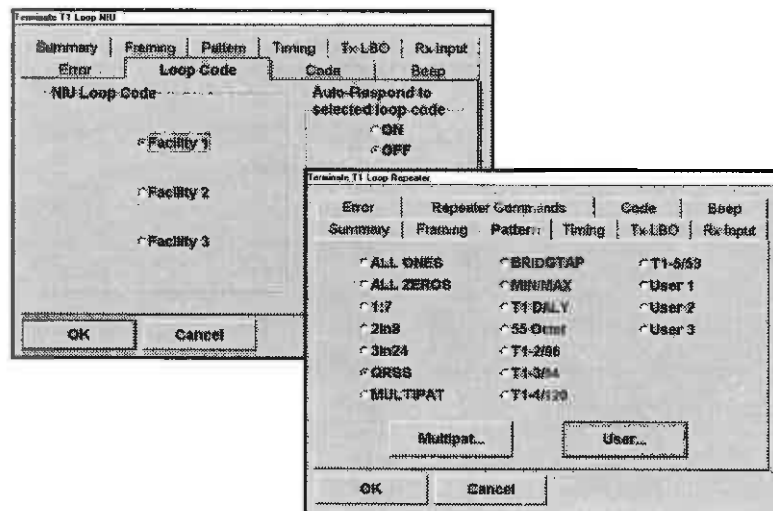 Terminate T1 Loop NIU
Summary Framing Pattern Timing Tx-LBO Rx-Input
Error Loop Code Code Beep
NIU Loop Code
Auto-Respond to
selected loop code
ON
OFF
Facility 1
Facility 2
Facility 3
OK Cancel
Terminate T1 Loop Repeater
Error Repeater Commands Code Beep
Summary Framing Pattern Timing Tx-LBO Rx-Input
ALL ONES BRIDGTAP T1-5/53
ALL ZEROS MIN/MAX User 1
1:7 T1 DALY User 2
2in8 55 Octet User 3
3in24 T1-2/96
QRSS T1-3/54
MULTIPAT T1-4/120
Multipat... User...
OK Cancel